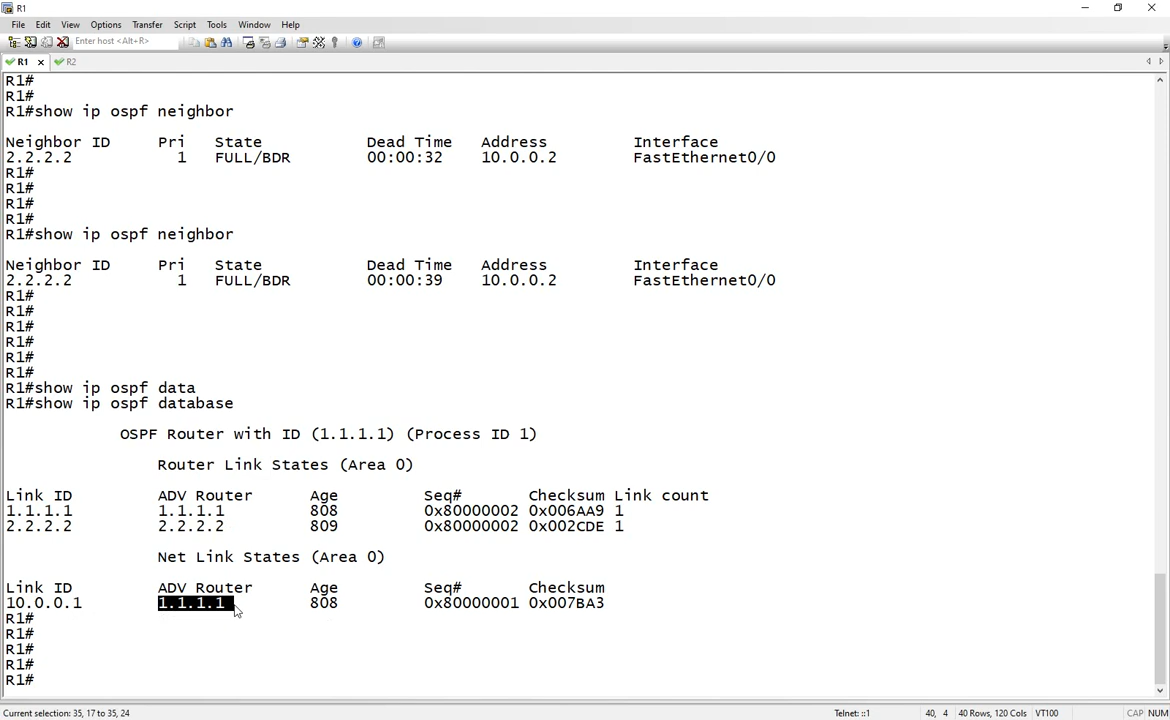 R1
File Edit View Options Transfer Script Tools Window Help
Enter host <Alt+R>
R1 × R2
R1#
R1#
R1#show ip ospf neighbor
Neighbor ID Pri State Dead Time Address Interface
2.2.2.2 1 FULL/BDR 00:00:32 10.0.0.2 FastEthernet0/0
R1#
R1#
R1#
R1#
R1#show ip ospf neighbor
Neighbor ID Pri State Dead Time Address Interface
2.2.2.2 1 FULL/BDR 00:00:39 10.0.0.2 FastEthernet0/0
R1#
R1#
R1#
R1#
R1#
R1#
R1#show ip ospf data
R1#show ip ospf database
OSPF Router with ID (1.1.1.1) (Process ID 1)
Router Link States (Area 0)
Link ID ADV Router Age Seq# Checksum Link count
1.1.1.1 1.1.1.1 808 0x80000002 0x006AA9 1
2.2.2.2 2.2.2.2 809 0x80000002 0x002CDE 1
Net Link States (Area 0)
Link ID ADV Router Age Seq# Checksum
10.0.0.1 1.1.1.1 808 0x80000001 0x007BA3
R1#
R1#
R1#
R1#
R1#
Current selection: 35, 17 to 35, 24 Telnet: ::1 40, 4 40 Rows, 120 Cols VT100 CAP NUM